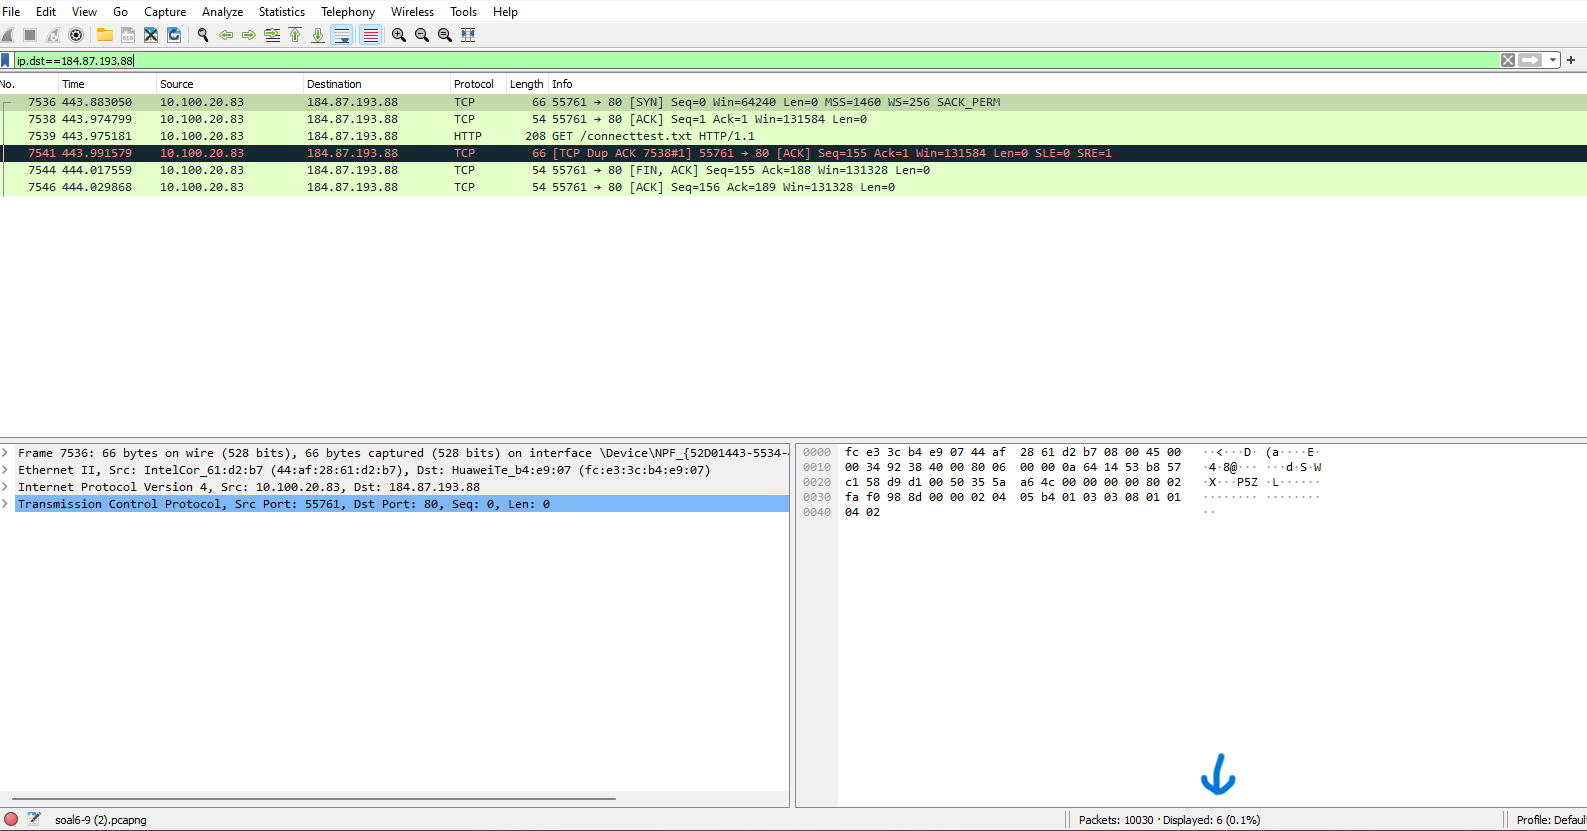 File Edit View Go Capture Analyze Statistics Telephony Wireless Tools Help
ip.dst==184.87.193.88
No. Time Source Destination Protocol Length Info
7536 443.883050 10.100.20.83 184.87.193.88 TCP 66 55761 → 80 [SYN] Seq=0 Win=64240 Len=0 MSS=1460 WS=256 SACK_PERM
7538 443.974799 10.100.20.83 184.87.193.88 TCP 54 55761 → 80 [ACK] Seq=1 Ack=1 Win=131584 Len=0
7539 443.975181 10.100.20.83 184.87.193.88 HTTP 208 GET /connecttest.txt HTTP/1.1
7541 443.991579 10.100.20.83 184.87.193.88 TCP 66 [TCP Dup ACK 7538#1] 55761 → 80 [ACK] Seq=155 Ack=1 Win=131584 Len=0 SLE=0 SRE=1
7544 444.017559 10.100.20.83 184.87.193.88 TCP 54 55761 → 80 [FIN, ACK] Seq=155 Ack=188 Win=131328 Len=0
7546 444.029868 10.100.20.83 184.87.193.88 TCP 54 55761 → 80 [ACK] Seq=156 Ack=189 Win=131328 Len=0
Frame 7536: 66 bytes on wire (528 bits), 66 bytes captured (528 bits) on interface \Device\NPF_{52D01443-5534-
Ethernet II, Src: IntelCor_61:d2:b7 (44:af:28:61:d2:b7), Dst: HuaweiTe_b4:e9:07 (fc:e3:3c:b4:e9:07)
Internet Protocol Version 4, Src: 10.100.20.83, Dst: 184.87.193.88
Transmission Control Protocol, Src Port: 55761, Dst Port: 80, Seq: 0, Len: 0
0000 fc e3 3c b4 e9 07 44 af 28 61 d2 b7 08 00 45 00 ··<···D· (a····E·
0010 00 34 92 38 40 00 80 06 00 00 0a 64 14 53 b8 57 ·4·8@··· ···d·S·W
0020 c1 58 d9 d1 00 50 35 5a a6 4c 00 00 00 00 80 02 ·X···P5Z ·L······
0030 fa f0 98 8d 00 00 02 04 05 b4 01 03 03 08 01 01 ········ ········
0040 04 02 ··
soal6-9 (2).pcapng
Packets: 10030 · Displayed: 6 (0.1%)
Profile: Defaul